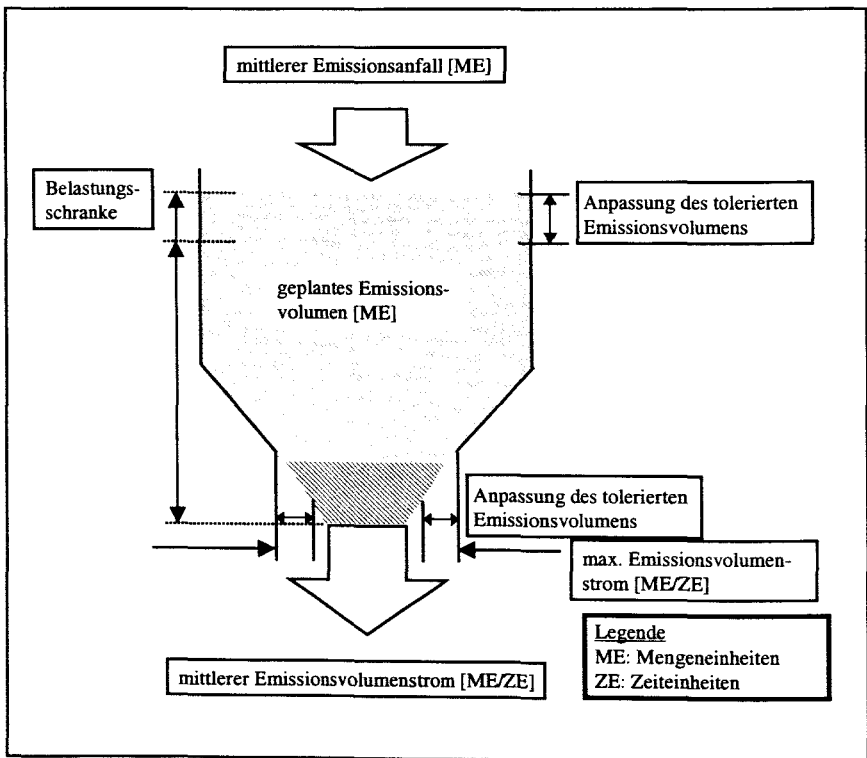 mittlerer Emissionsanfall [ME]
Belastungs-
schranke
Anpassung des tolerierten
Emissionsvolumens
geplantes Emissions-
volumen [ME]
Anpassung des tolerierten
Emissionsvolumens
max. Emissionsvolumen-
strom [ME/ZE]
mittlerer Emissionsvolumenstrom [ME/ZE]
Legende
ME: Mengeneinheiten
ZE: Zeiteinheiten